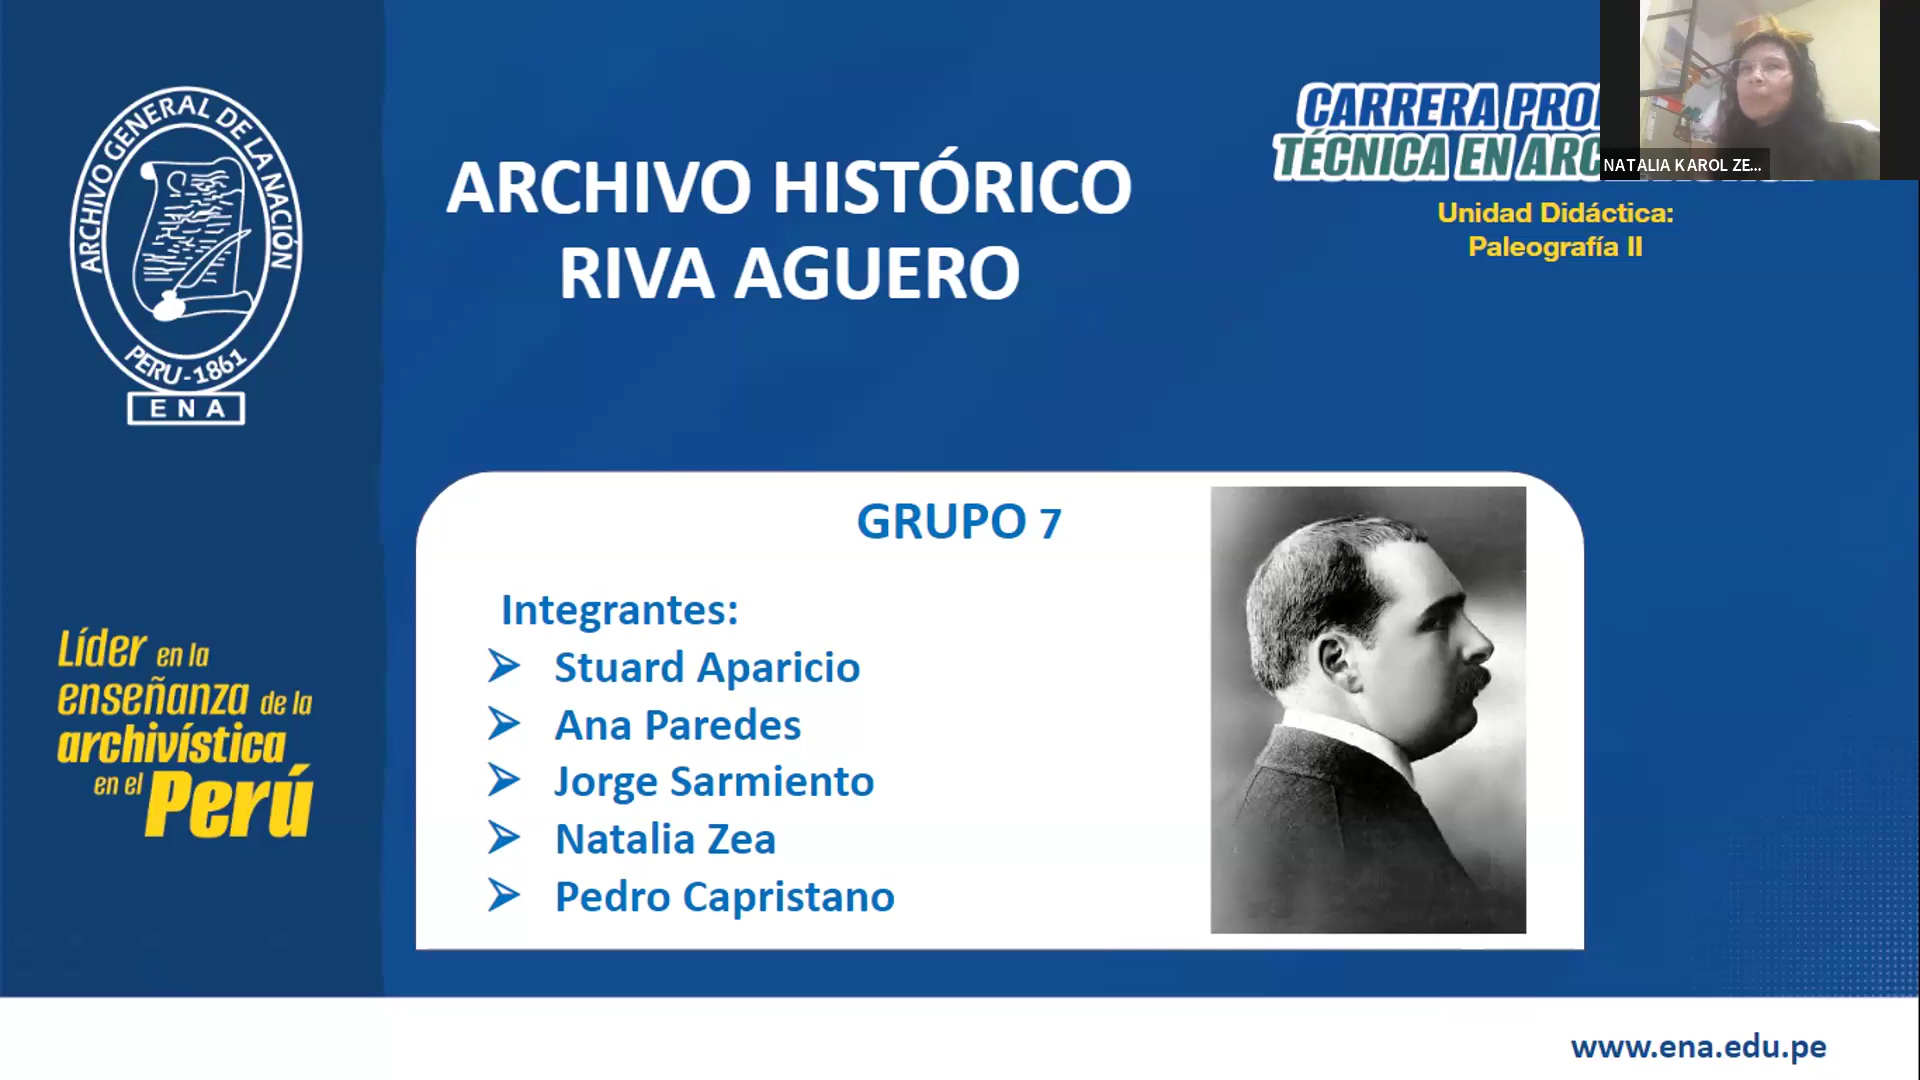 ARCHIVO GENERAL DE LA NACIÓN
PERU-1861
ENA
ARCHIVO HISTÓRICO
RIVA AGUERO
CARRERA
TÉCNICA EN
NATALIA KAROL ZE...
Unidad Didáctica:
Paleografía II
GRUPO 7
Integrantes:
Stuard Aparicio
Ana Paredes
Jorge Sarmiento
Natalia Zea
Pedro Capristano
Líder en la
enseñanza de la
archivística
en el Perú
www.ena.edu.pe